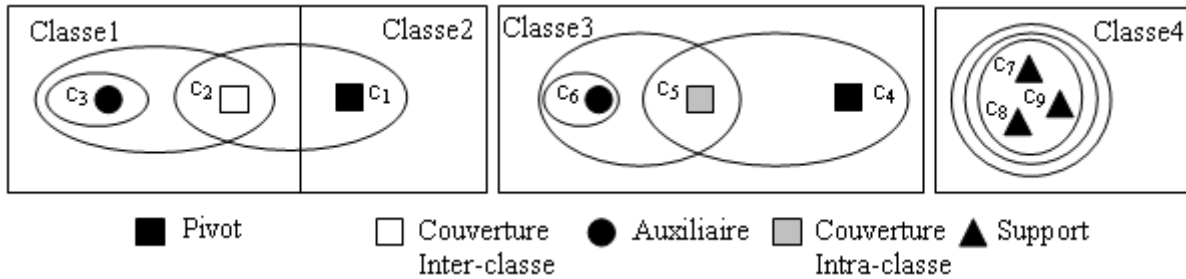 Classe1 Classe2 Classe3 Classe4
c3 c2 c1 c6 c5 c4 c7 c8 c9
Pivot Couverture Auxiliaire Couverture Support
Inter-classe Intra-classe